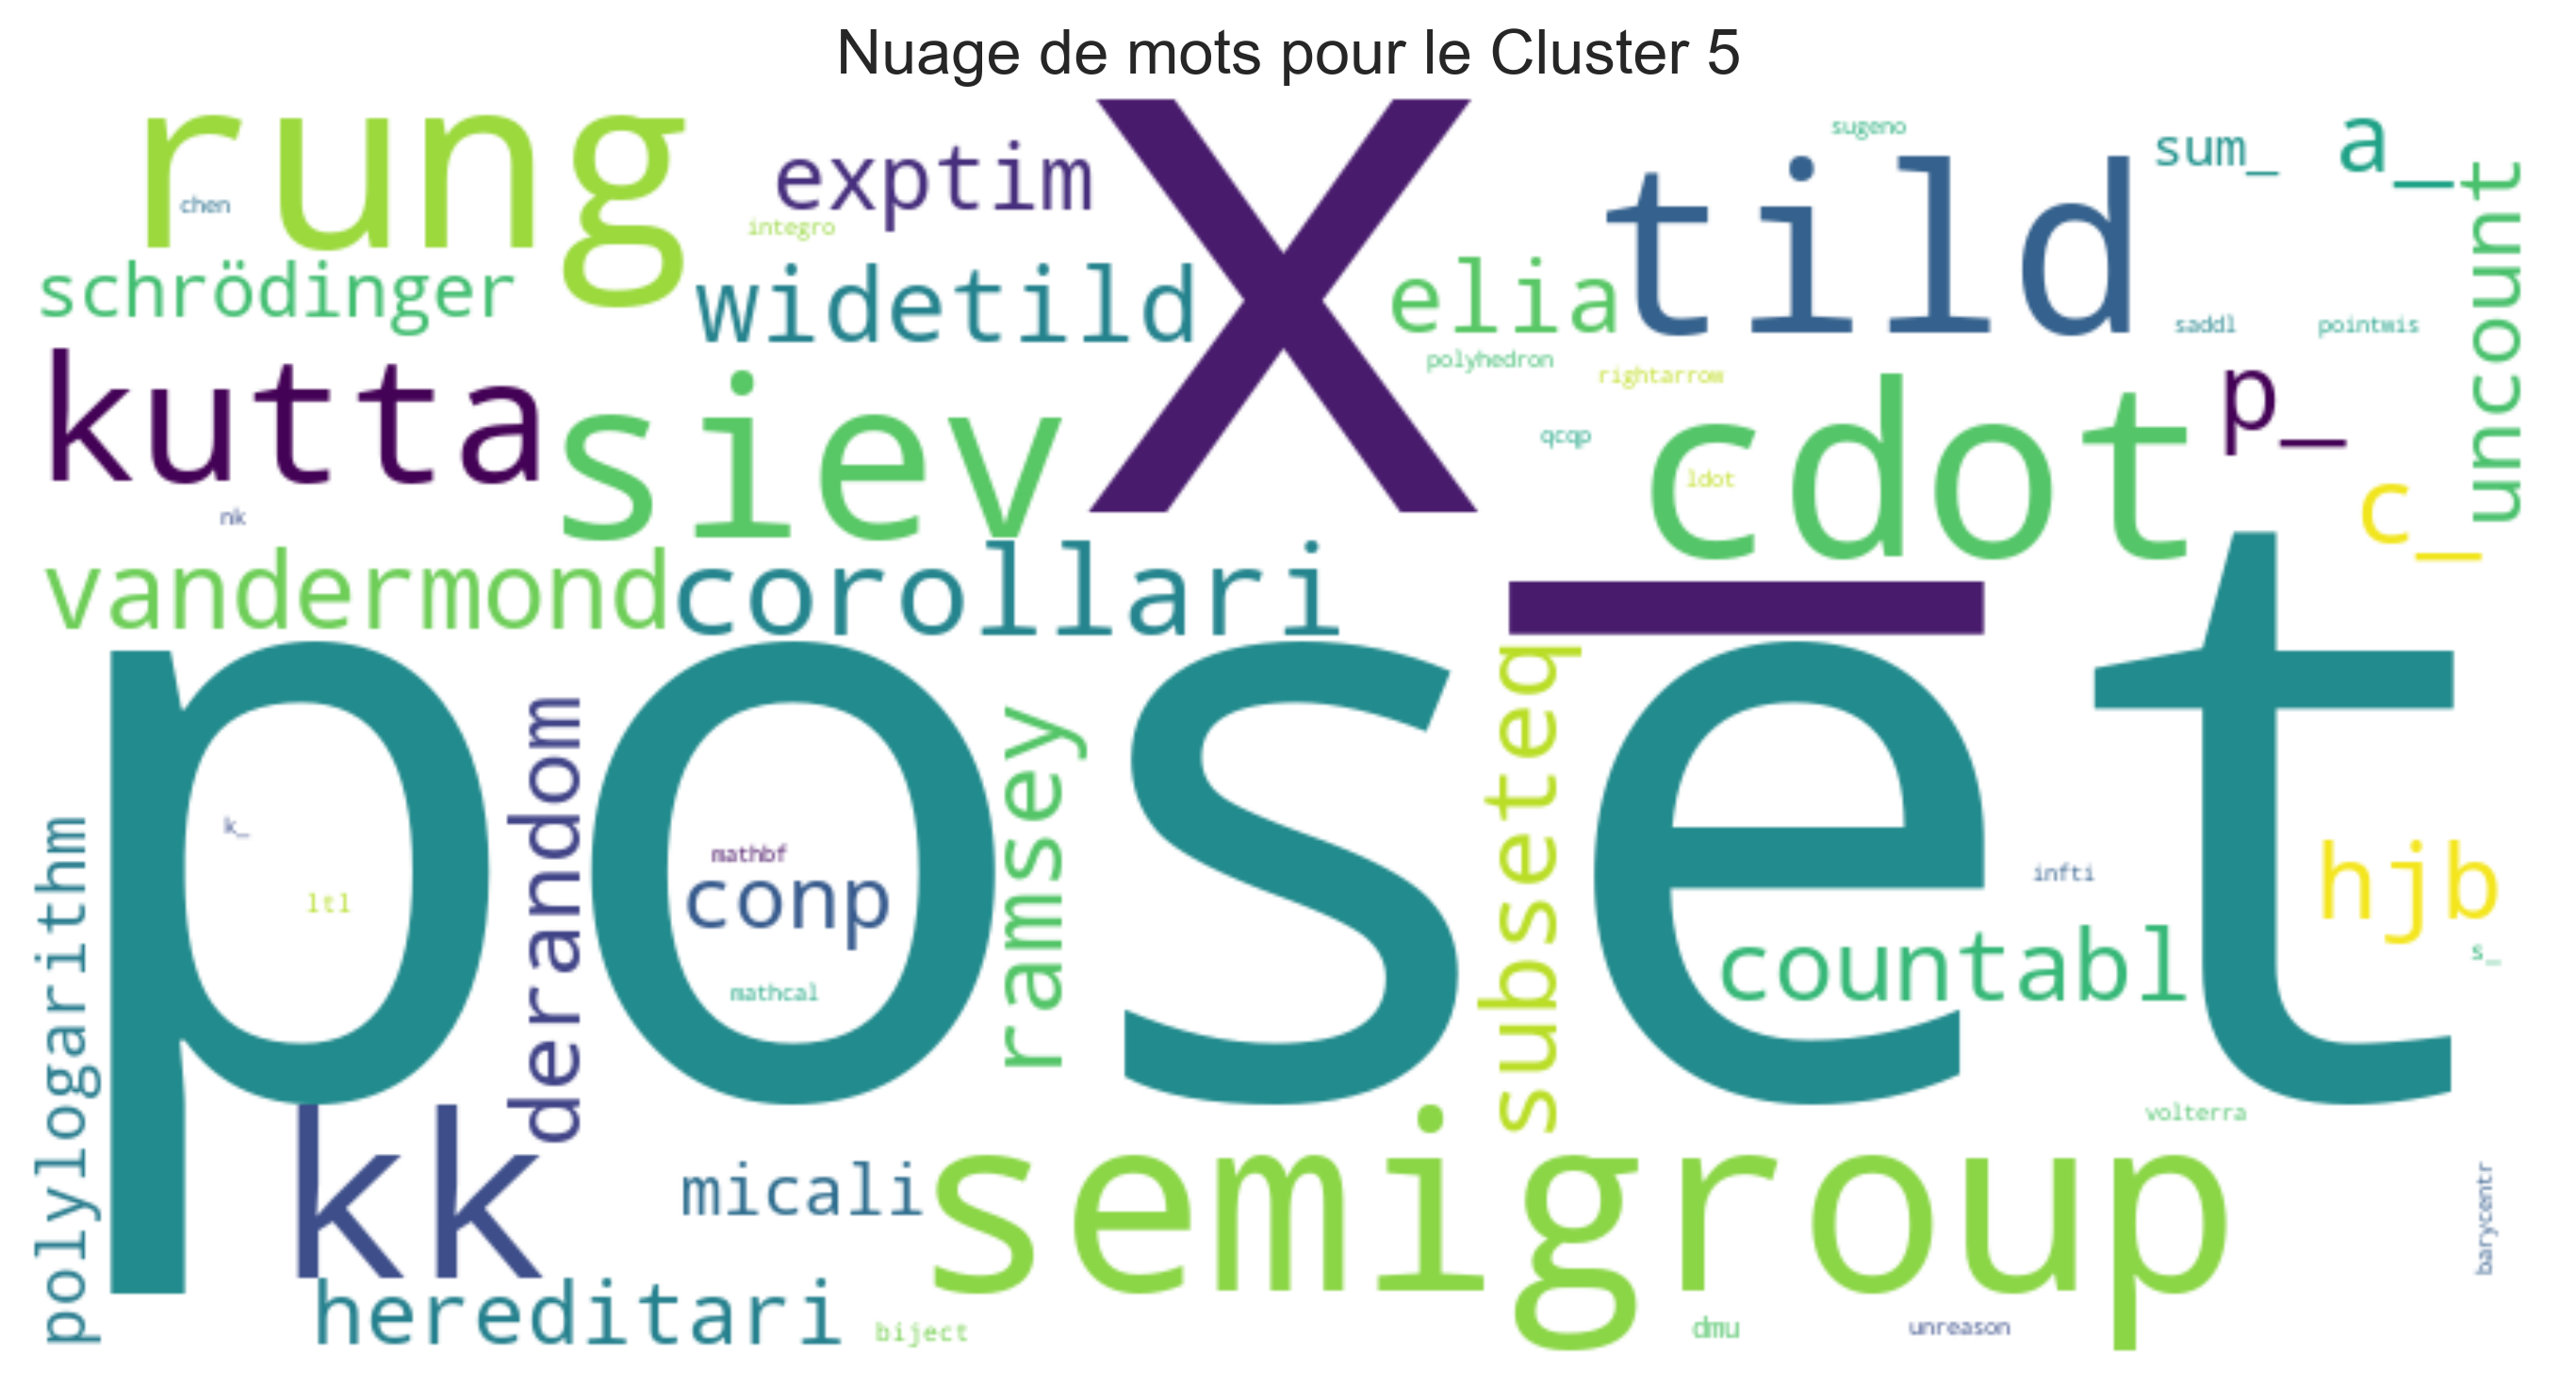 Nuage de mots pour le Cluster 5
rung
chen
exptim
integro
x_
sugeno
tild
sum_
a_
uncount
schrödinger
widetild
elia
polyhedron
rightarrow
saddl
pointwis
kutta
siev
qcqp
ldot
cdot
p_
c_
nk
vandermond
corollari
poset
k_
ltl
derandom
mathbf
conp
mathcal
ramsey
subseteq
infti
countabl
hjb
s_
polylogarithm
kk
micali
semigroup
volterra
barycentr
hereditari
biject
dmu
unreason